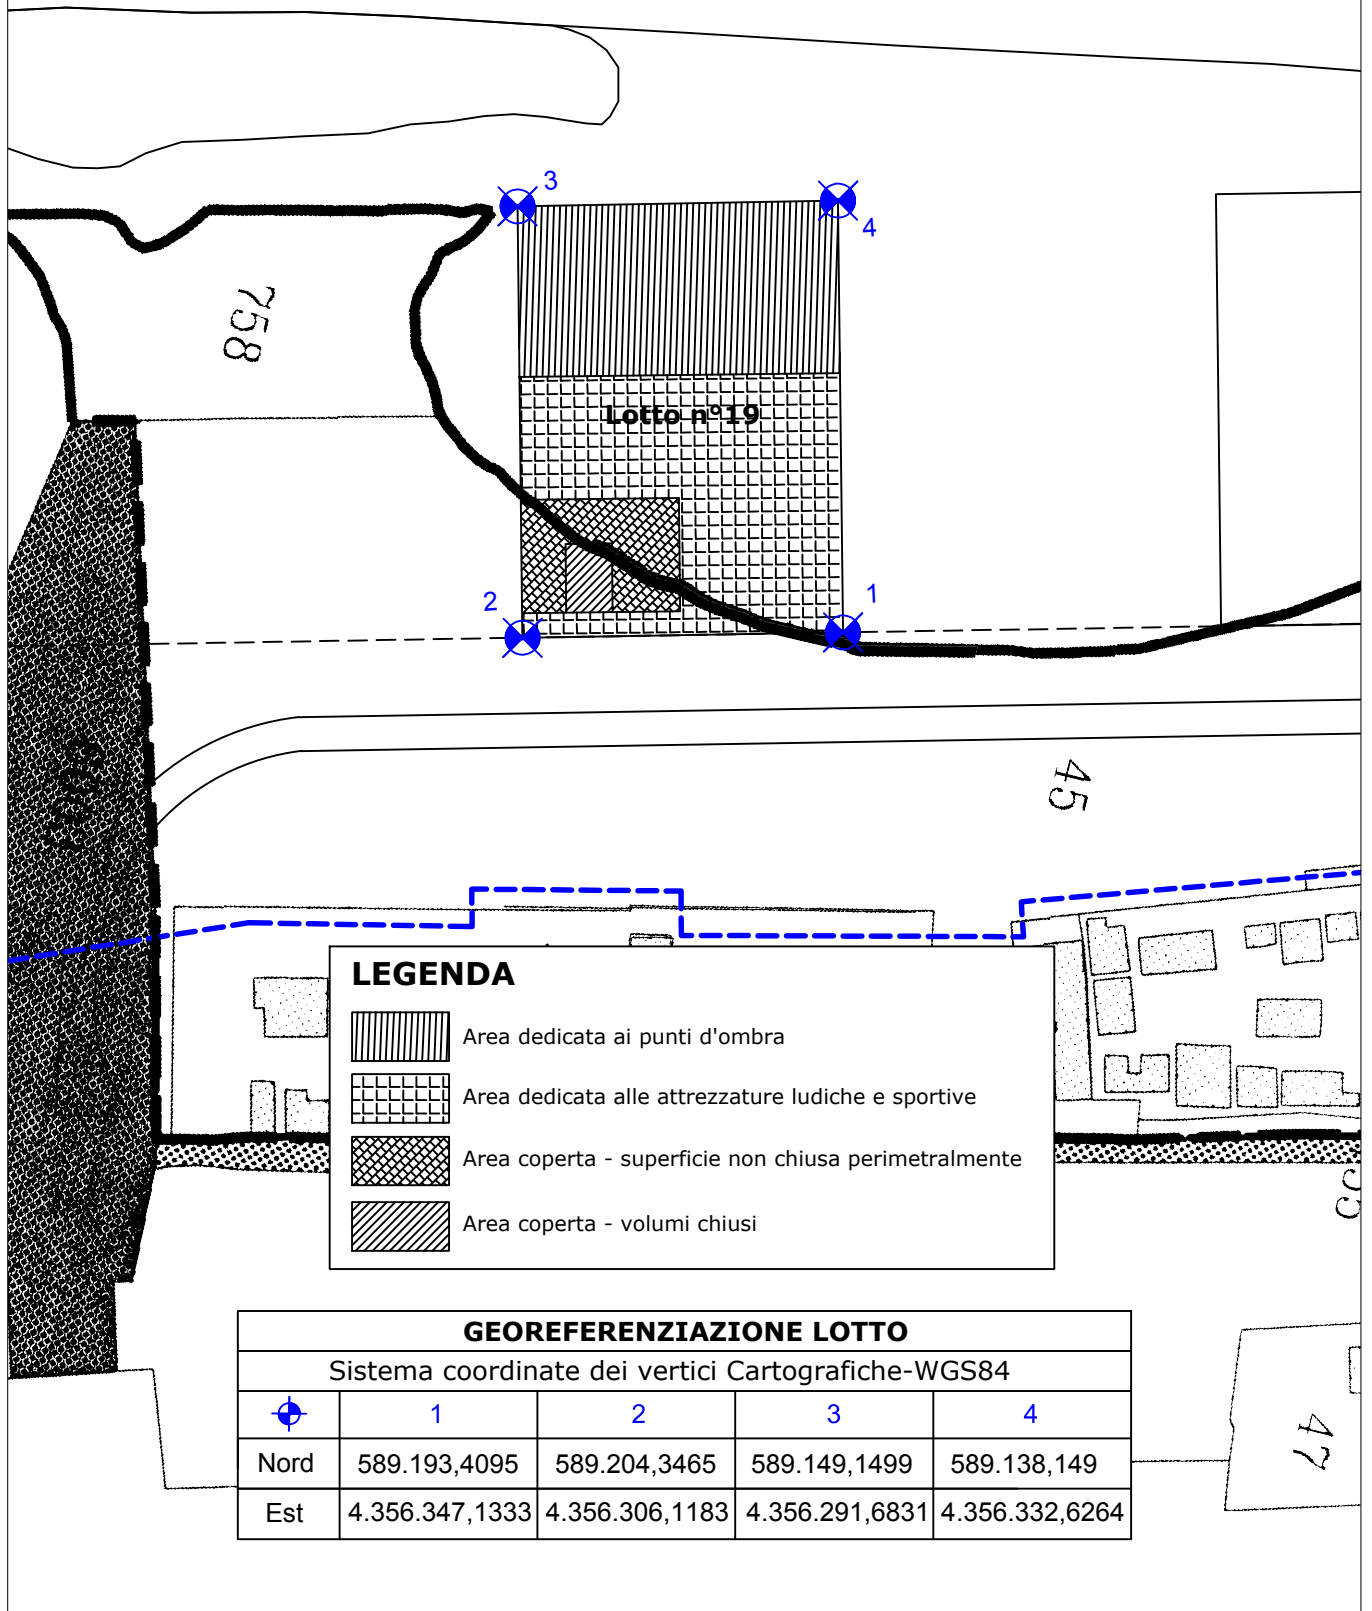 3
4
758
Lotto n°19
2
1
45
LEGENDA
Area dedicata ai punti d'ombra
Area dedicata alle attrezzature ludiche e sportive
Area coperta - superficie non chiusa perimetralmente
Area coperta - volumi chiusi
GEOREFERENZIAZIONE LOTTO
Sistema coordinate dei vertici Cartografiche-WGS84
1 2 3 4
Nord 589.193,4095 589.204,3465 589.149,1499 589.138,149
Est 4.356.347,1333 4.356.306,1183 4.356.291,6831 4.356.332,6264
47